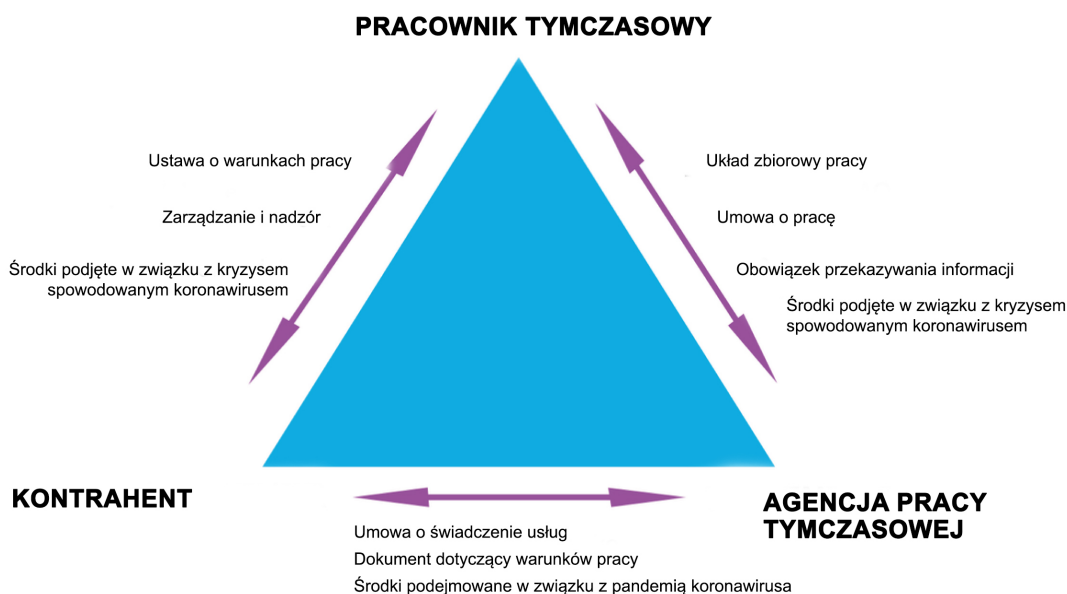 PRACOWNIK TYMCZASOWY
Ustawa o warunkach pracy
Zarządzanie i nadzór
Środki podjęte w związku z kryzysem
spowodowanym koronawirusem
Układ zbiorowy pracy
Umowa o pracę
Obowiązek przekazywania informacji
Środki podjęte w związku z kryzysem
spowodowanym koronawirusem
KONTRAHENT
AGENCJA PRACY
TYMCZASOWEJ
Umowa o świadczenie usług
Dokument dotyczący warunków pracy
Środki podejmowane w związku z pandemią koronawirusa